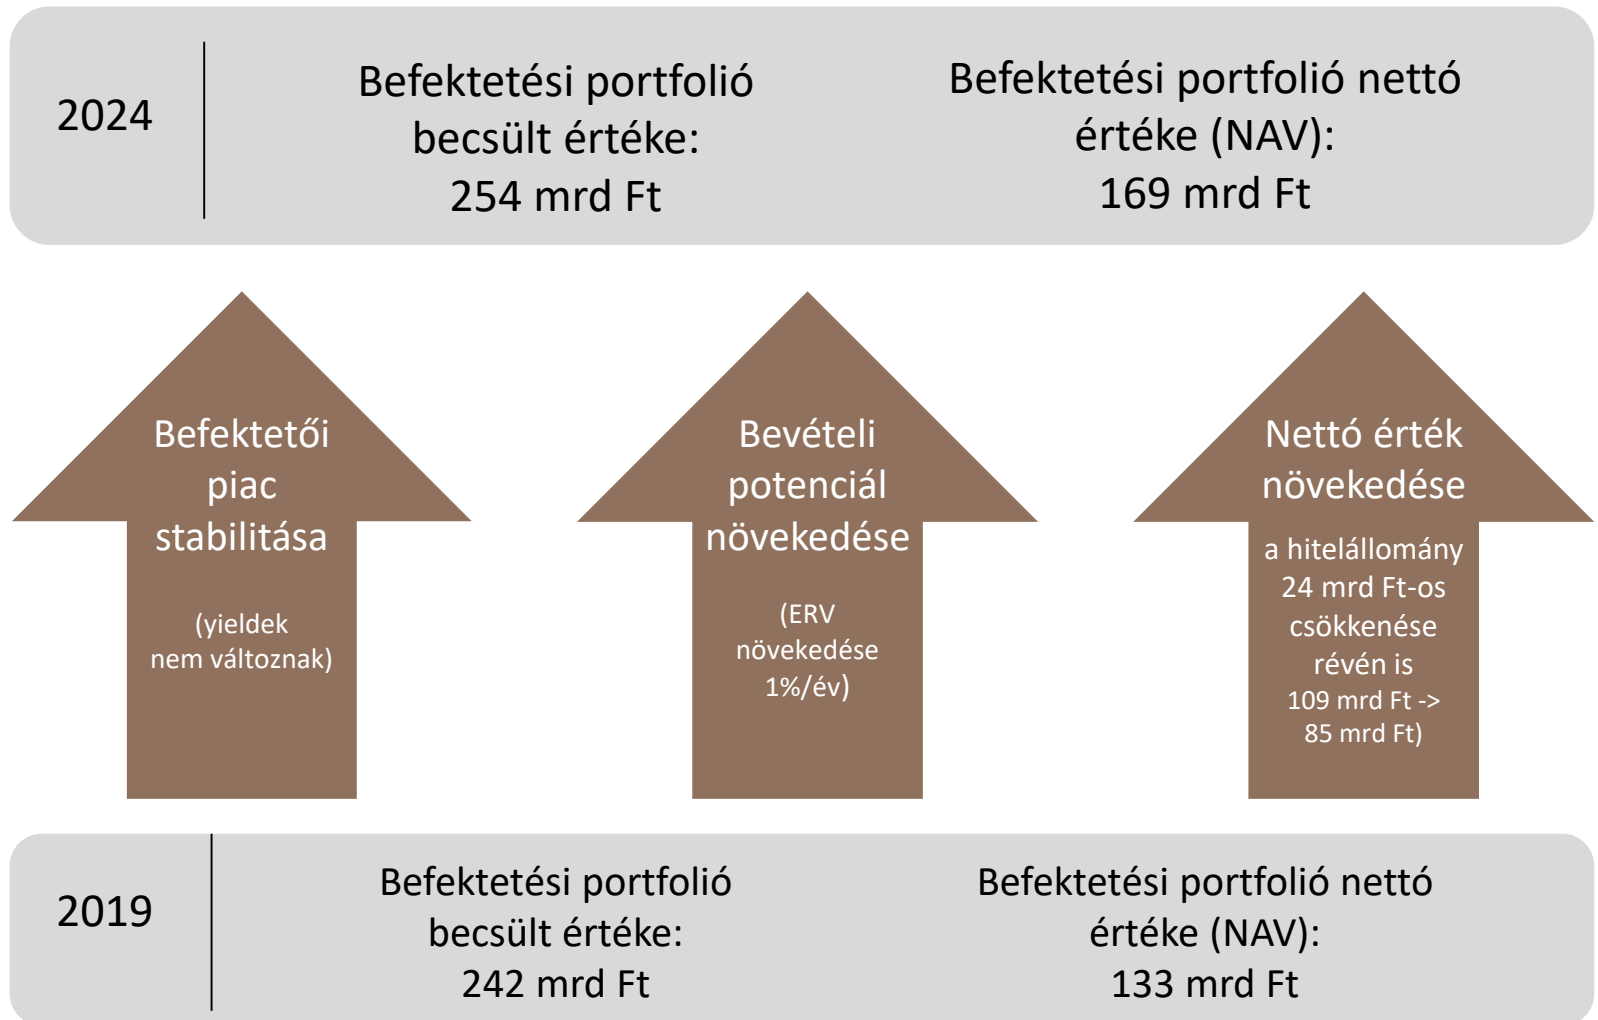 2024
Befektetési portfolió
becsült értéke:
254 mrd Ft
Befektetési portfolió nettó
értéke (NAV):
169 mrd Ft
Befektetői
piac
stabilitása
(yieldek
nem változnak)
Bevételi
potenciál
növekedése
(ERV
növekedése
1%/év)
Nettó érték
növekedése
a hitelállomány
24 mrd Ft-os
csökkenése
révén is
109 mrd Ft ->
85 mrd Ft)
2019
Befektetési portfolió
becsült értéke:
242 mrd Ft
Befektetési portfolió nettó
értéke (NAV):
133 mrd Ft